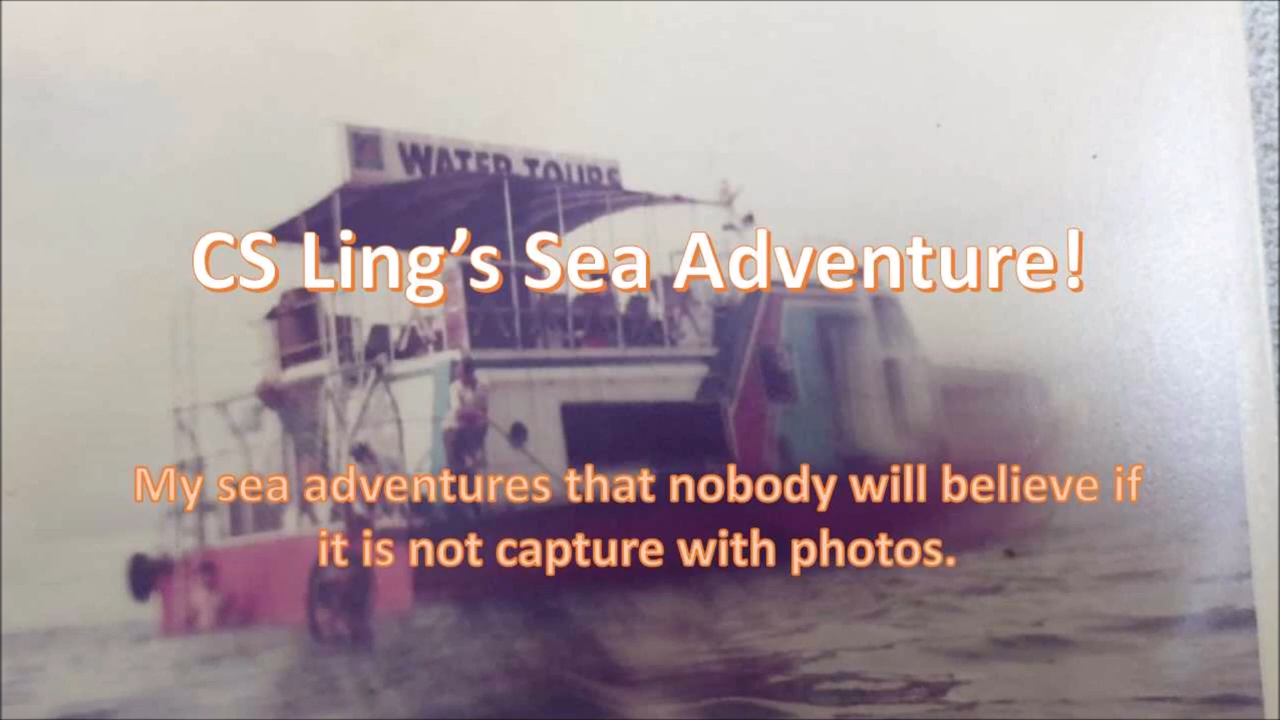 WATER TOURS
CS Ling’s Sea Adventure!
My sea adventures that nobody will believe if
it is not capture with photos.